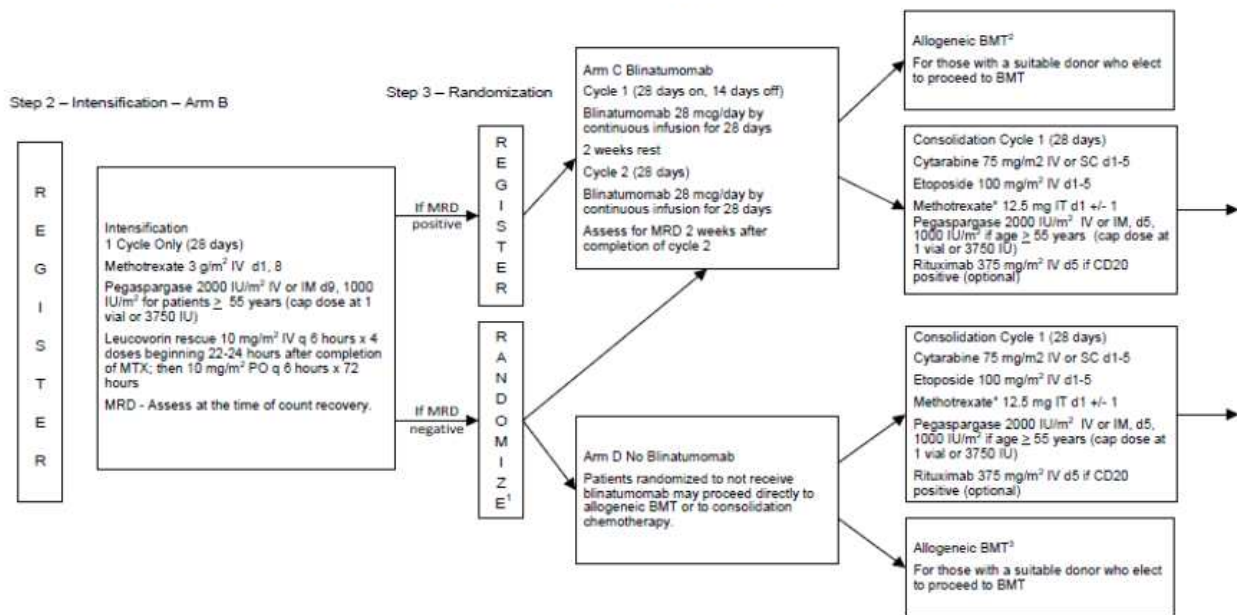 Step 2 – Intensification – Arm B
R
E
G
I
S
T
E
R
Intensification
1 Cycle Only (28 days)
Methotrexate 3 g/m² IV d1, 8
Pegaspargase 2000 IU/m² IV or IM d9, 1000
IU/m² for patients ≥ 55 years (cap dose at 1
vial or 3750 IU)
Leucovorin rescue 10 mg/m² IV q 6 hours x 4
doses beginning 22-24 hours after completion
of MTX; then 10 mg/m² PO q 6 hours x 72
hours
MRD - Assess at the time of count recovery.
If MRD
positive
If MRD
negative
Step 3 – Randomization
R
E
G
I
S
T
E
R
R
A
N
D
O
M
I
Z
E¹
Arm C Blinatumomab
Cycle 1 (28 days on, 14 days off)
Blinatumomab 28 mcg/day by
continuous infusion for 28 days
2 weeks rest
Cycle 2 (28 days)
Blinatumomab 28 mcg/day by
continuous infusion for 28 days
Assess for MRD 2 weeks after
completion of cycle 2
Arm D No Blinatumomab
Patients randomized to not receive
blinatumomab may proceed directly to
allogeneic BMT or to consolidation
chemotherapy.
Allogeneic BMT²
For those with a suitable donor who elect
to proceed to BMT
Consolidation Cycle 1 (28 days)
Cytarabine 75 mg/m2 IV or SC d1-5
Etoposide 100 mg/m² IV d1-5
Methotrexate* 12.5 mg IT d1 +/- 1
Pegaspargase 2000 IU/m² IV or IM, d5,
1000 IU/m² if age ≥ 55 years (cap dose at
1 vial or 3750 IU)
Rituximab 375 mg/m² IV d5 if CD20
positive (optional)
Consolidation Cycle 1 (28 days)
Cytarabine 75 mg/m2 IV or SC d1-5
Etoposide 100 mg/m² IV d1-5
Methotrexate* 12.5 mg IT d1 +/- 1
Pegaspargase 2000 IU/m² IV or IM, d5,
1000 IU/m² if age ≥ 55 years (cap dose at
1 vial or 3750 IU)
Rituximab 375 mg/m² IV d5 if CD20
positive (optional)
Allogeneic BMT³
For those with a suitable donor who elect
to proceed to BMT